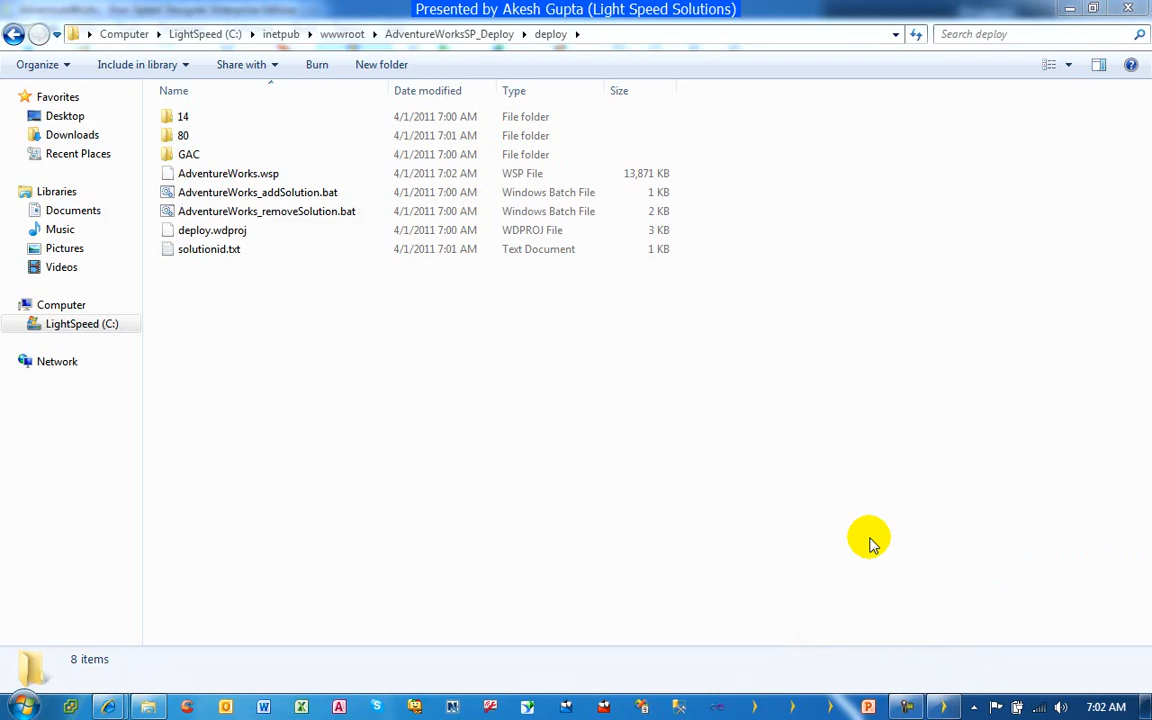 Presented by Akesh Gupta (Light Speed Solutions)
Computer LightSpeed (C:) inetpub wwwroot AdventureWorksSP_Deploy deploy Search deploy
Organize Include in library Share with Burn New folder
Name Date modified Type Size
Favorites
Desktop
Downloads
Recent Places
Libraries
Documents
Music
Pictures
Videos
Computer
LightSpeed (C:)
Network
14 4/1/2011 7:00 AM File folder
80 4/1/2011 7:01 AM File folder
GAC 4/1/2011 7:00 AM File folder
AdventureWorks.wsp 4/1/2011 7:02 AM WSP File 13,871 KB
AdventureWorks_addSolution.bat 4/1/2011 7:00 AM Windows Batch File 1 KB
AdventureWorks_removeSolution.bat 4/1/2011 7:00 AM Windows Batch File 2 KB
deploy.wdproj 4/1/2011 7:00 AM WDPROJ File 3 KB
solutionid.txt 4/1/2011 7:01 AM Text Document 1 KB
8 items
7:02 AM